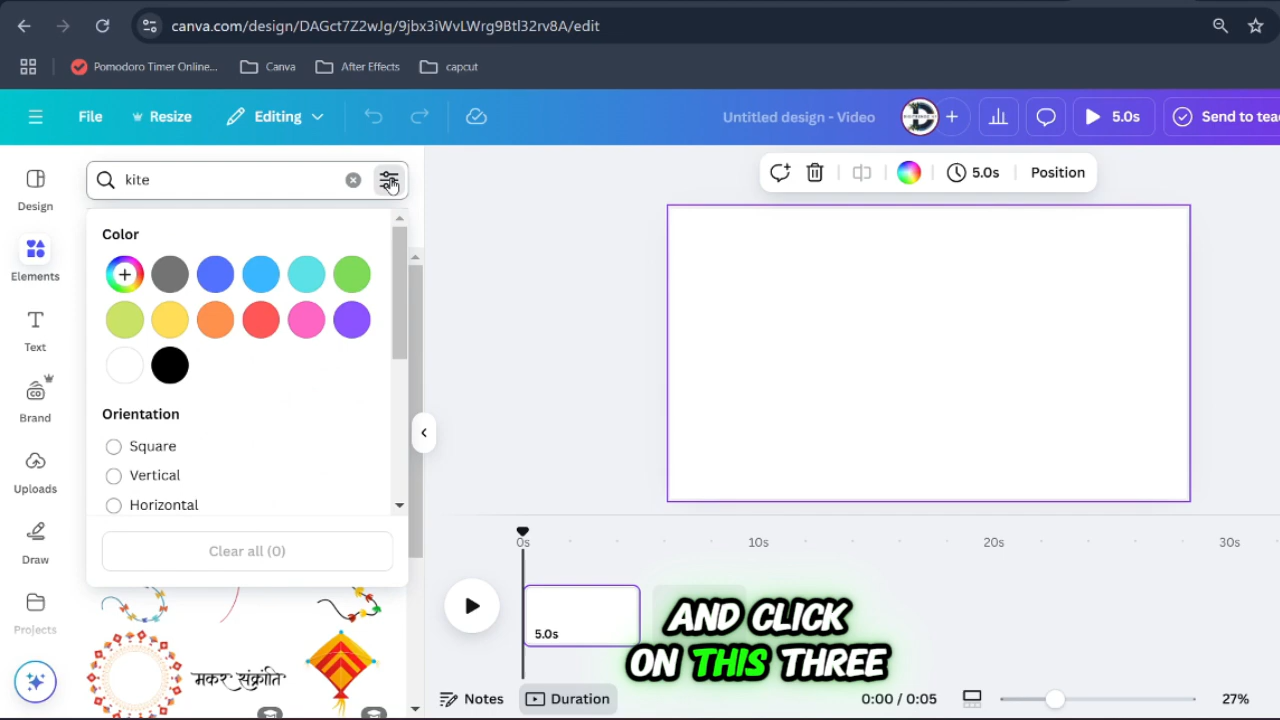 canva.com/design/DAGct7Z2wJg/9jbx3iWvLWrg9Btl32rv8A/edit
Pomodoro Timer Online...
Canva
After Effects
capcut
File
Resize
Editing
Untitled design - Video
5.0s
Send to tea
kite
5.0s
Position
Design
Elements
Text
Brand
Uploads
Draw
Projects
Color
Orientation
Square
Vertical
Horizontal
Clear all (0)
मकर संक्रांति
0s
10s
20s
30s
5.0s
AND CLICK
ON THIS THREE
Notes
Duration
0:00 / 0:05
27%